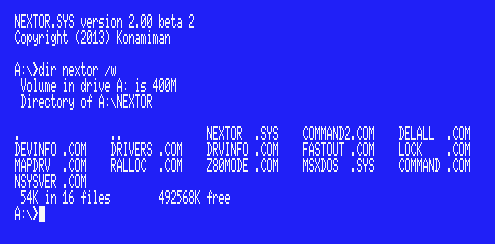 NEXTOR.SYS version 2.00 beta 2
Copyright (2013) Konamiman
A:\>dir nextor /w
Volume in drive A: is 400M
Directory of A:\NEXTOR
. .. NEXTOR .SYS COMMAND2.COM DELALL .COM
DEVINFO .COM DRIVERS .COM DRVINFO .COM FASTOUT .COM LOCK .COM
MAPDRV .COM RALLOC .COM Z80MODE .COM MSXDOS .SYS COMMAND .COM
NSYSVER .COM
54K in 16 files 492568K free
A:\>